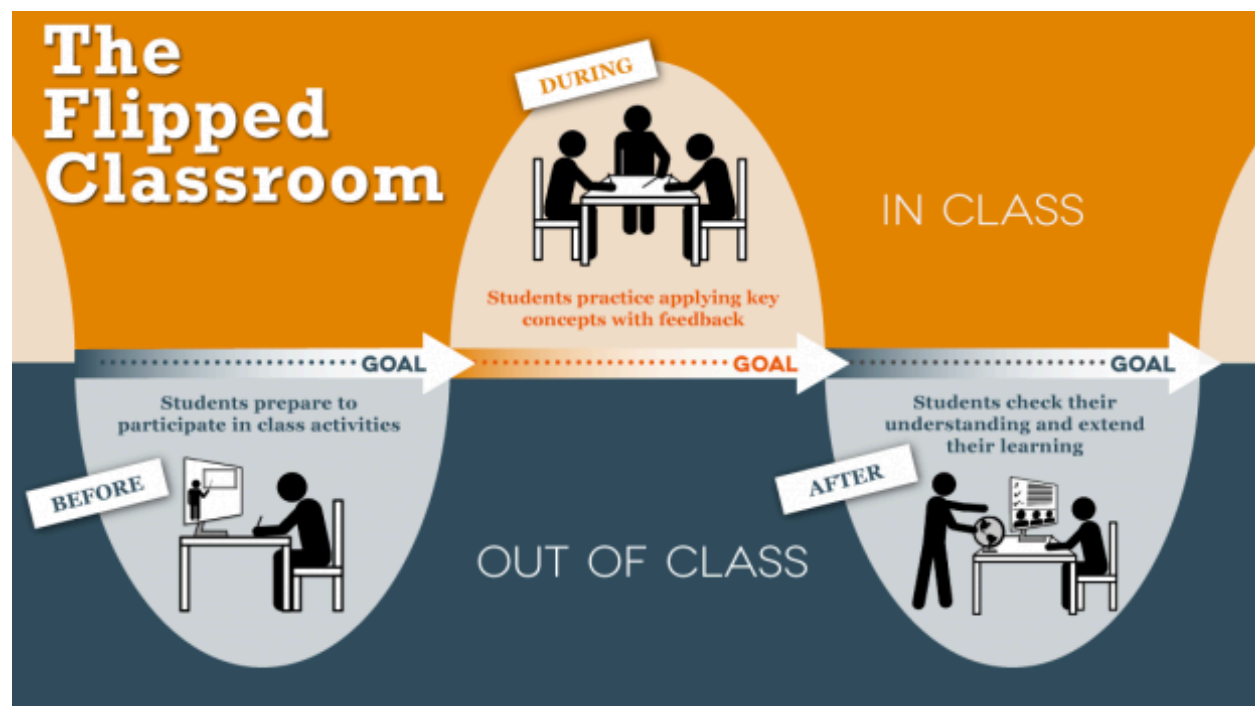 The
Flipped
Classroom
DURING
IN CLASS
Students practice applying key
concepts with feedback
GOAL
GOAL
GOAL
Students prepare to
participate in class activities
BEFORE
OUT OF CLASS
Students check their
understanding and extend
their learning
AFTER